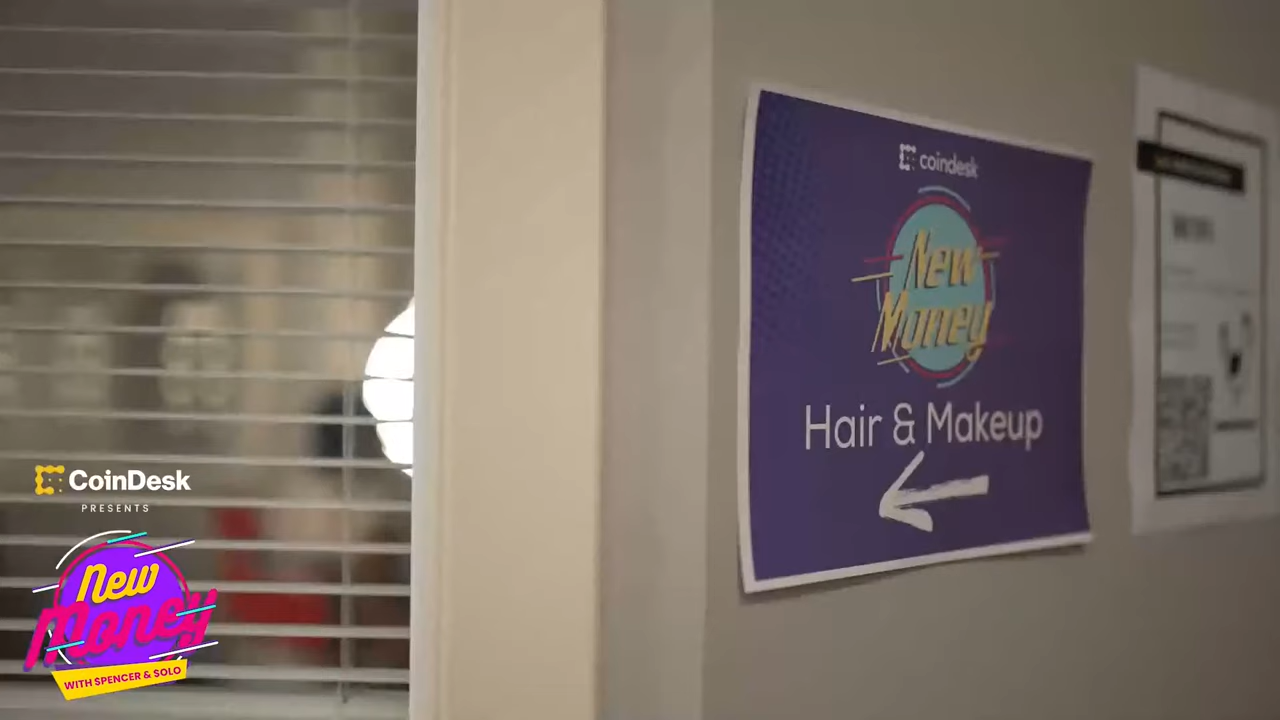 coindesk
New
Money
Hair & Makeup
CoinDesk
PRESENTS
New
Money
WITH SPENCER & SOLO